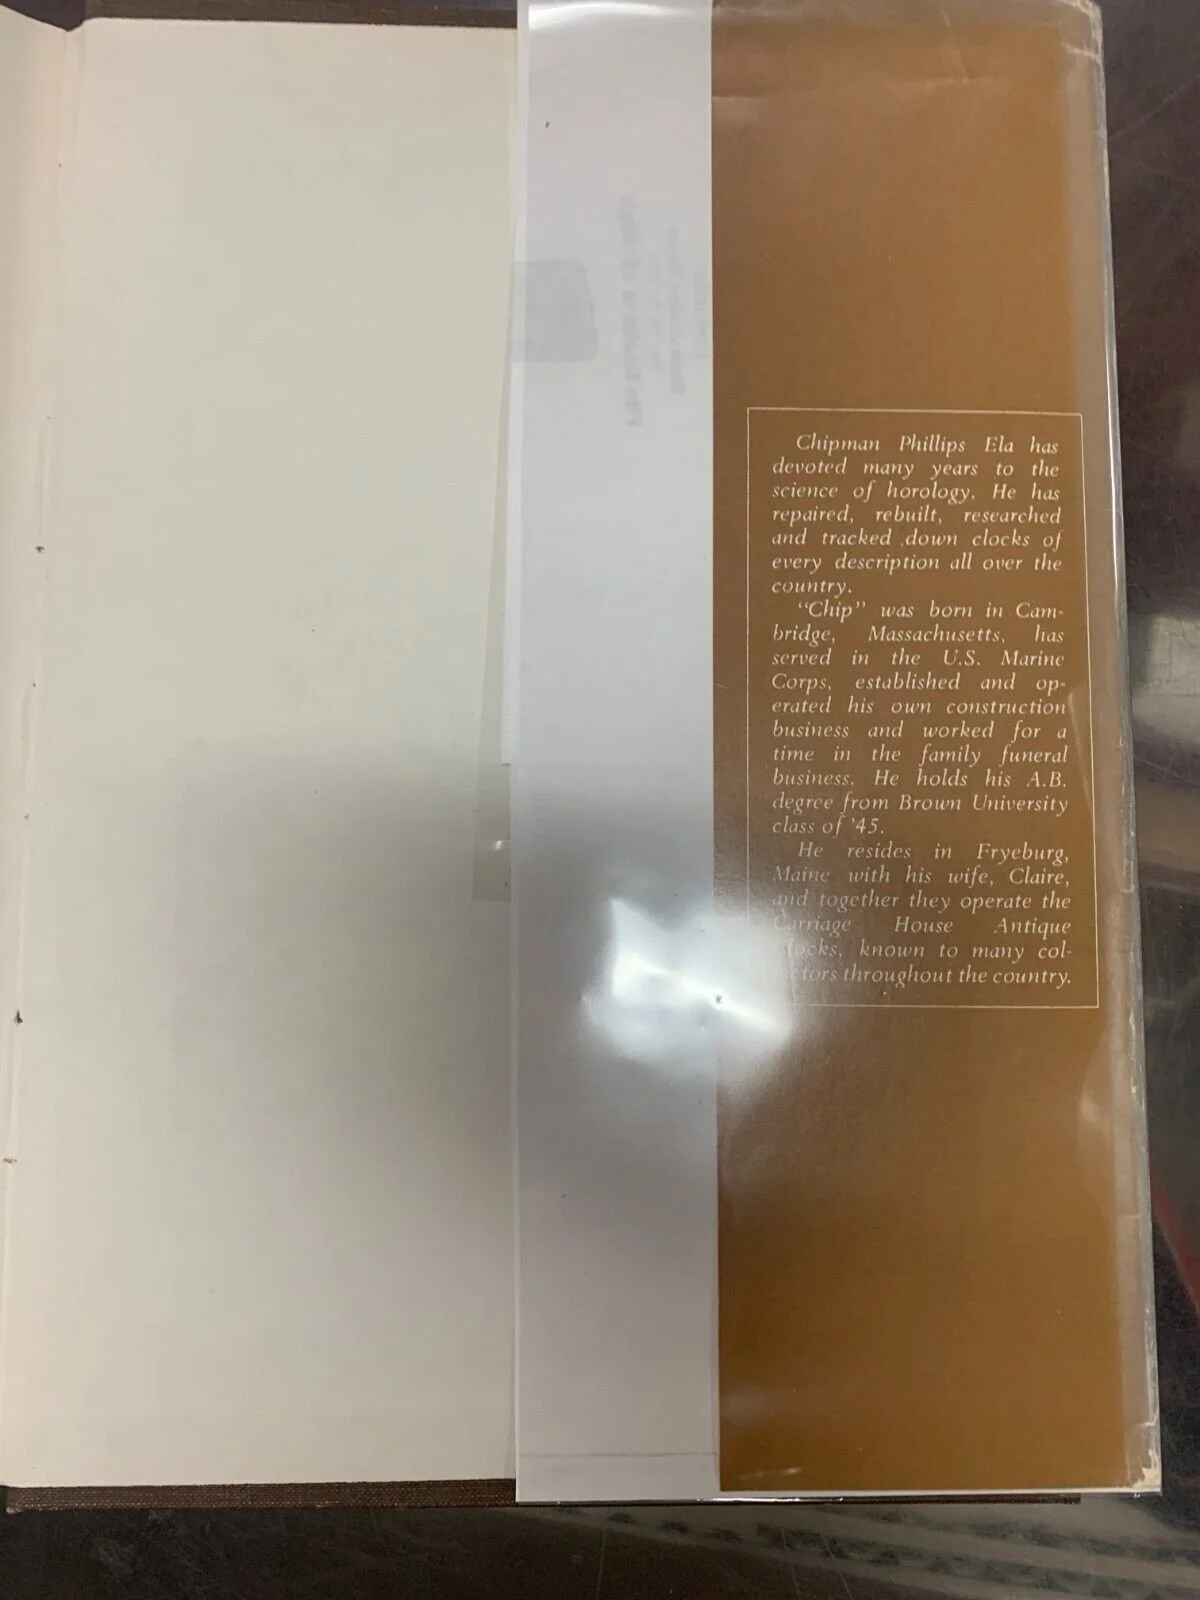 Chipman Phillips Ela has
devoted many years to the
science of horology. He has
repaired, rebuilt, researched
and tracked .down clocks of
every description all over the
country.
"Chip" was born in Cam-
bridge, Massachusetts, has
served in the U.S. Marine
Corps, established and op-
erated his own construction
business and worked for a
time in the family funeral
business. He holds his A.B.
degree from Brown University
class of '45.
He resides in Fryeburg,
Maine with his wife, Claire,
and together they operate the
Carriage House Antique
Clocks, known to many col-
lectors throughout the country.